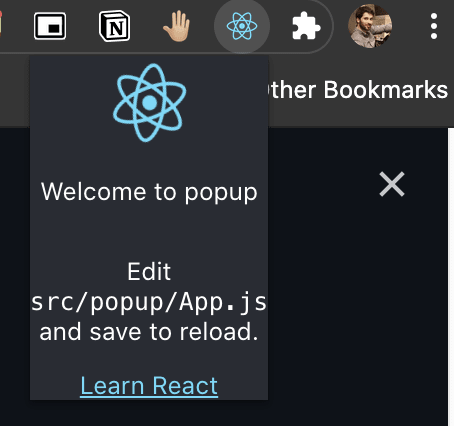 Other Bookmarks
Welcome to popup
Edit
src/popup/App.js
and save to reload.
Learn React